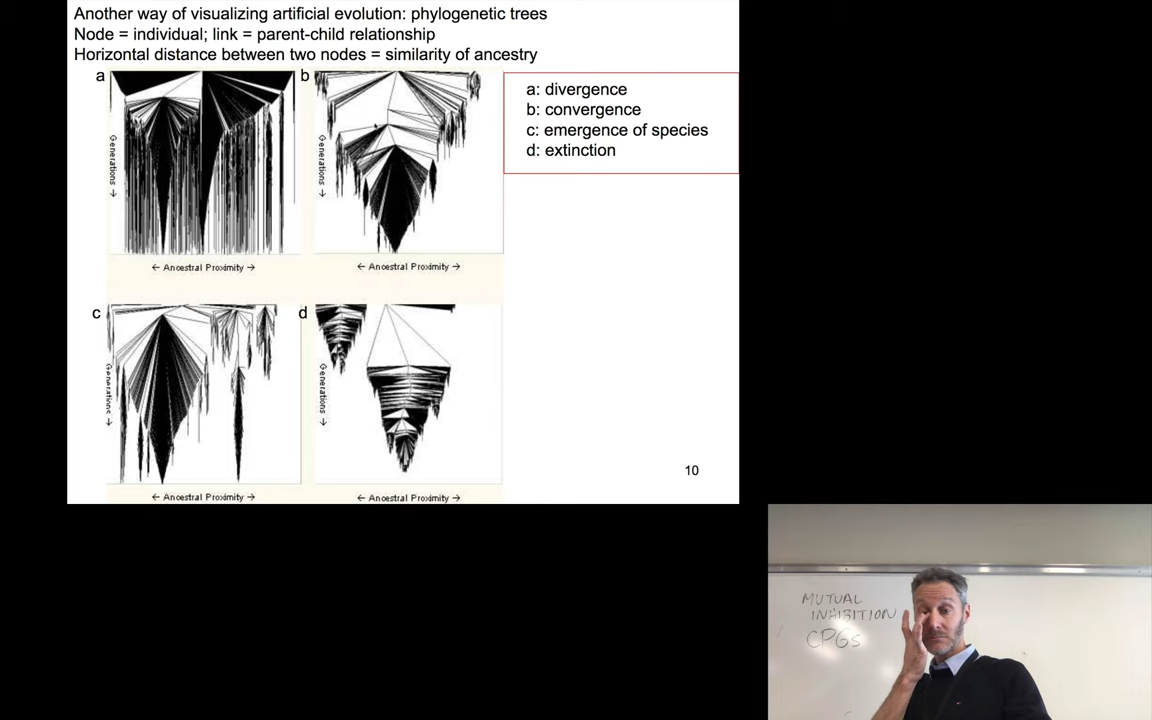 Another way of visualizing artificial evolution: phylogenetic trees
Node = individual; link = parent-child relationship
Horizontal distance between two nodes = similarity of ancestry
a
b
a: divergence
b: convergence
c: emergence of species
d: extinction
Generations →
Generations →
← Ancestral Proximity →
← Ancestral Proximity →
c
d
Generations →
Generations →
← Ancestral Proximity →
← Ancestral Proximity →
10
MUTUAL
INHIBITION
CPGs